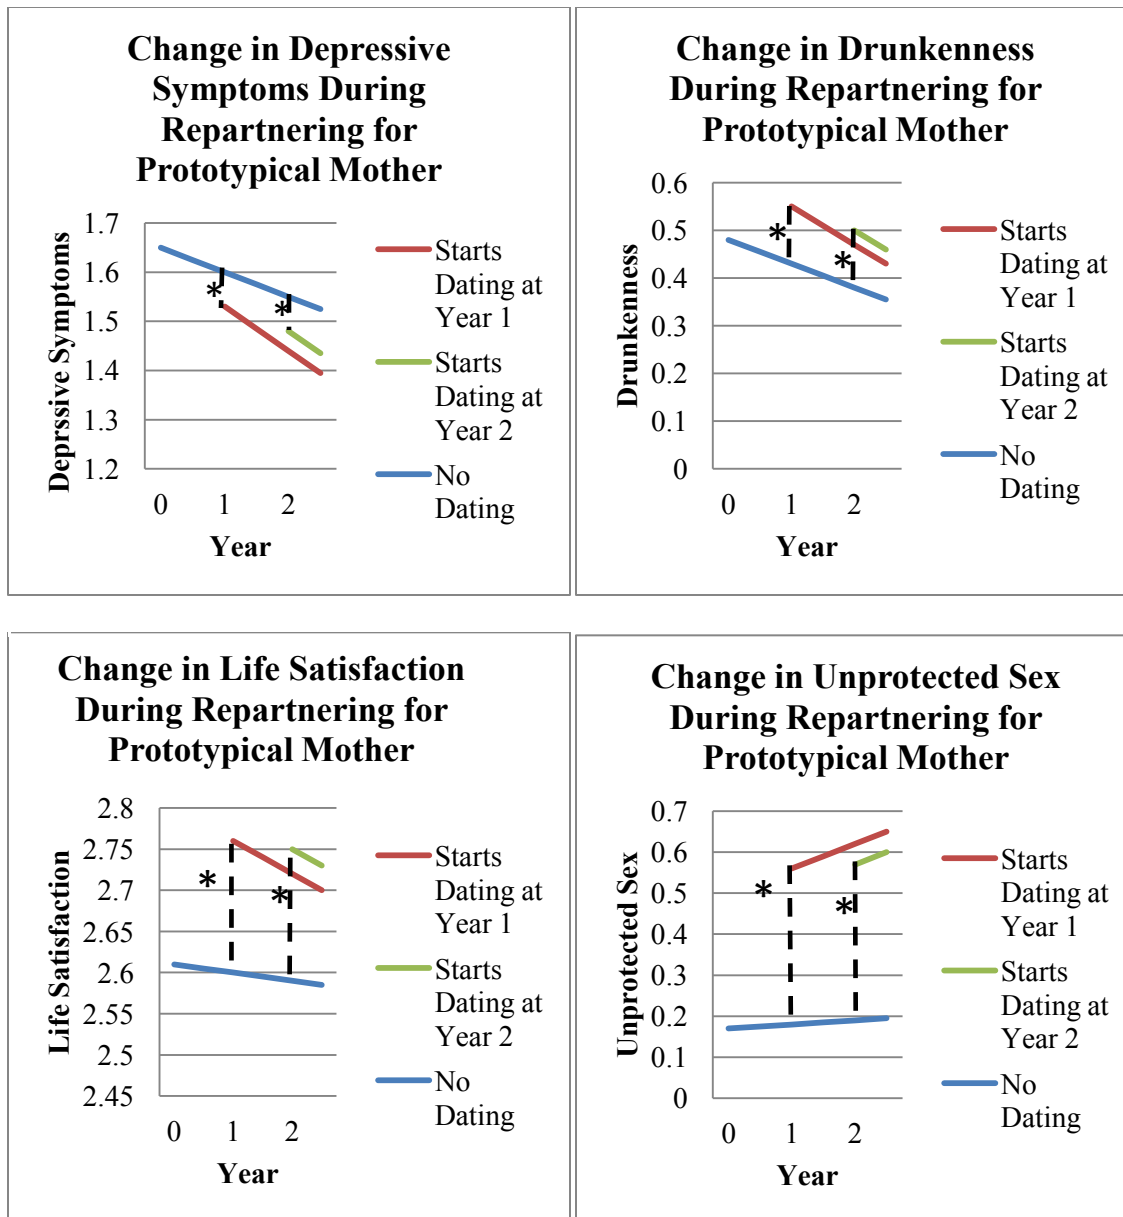 Change in Depressive
Symptoms During
Repartnering for
Prototypical Mother
Deprssive Symptoms
1.7
1.6
1.5
1.4
1.3
1.2
*
*
0 1 2
Year
Starts
Dating at
Year 1
Starts
Dating at
Year 2
No
Dating
Change in Drunkenness
During Repartnering for
Prototypical Mother
Drunkenness
0.6
0.5
0.4
0.3
0.2
0.1
0
*
*
0 1 2
Year
Starts
Dating at
Year 1
Starts
Dating at
Year 2
No
Dating
Change in Life Satisfaction
During Repartnering for
Prototypical Mother
Life Satisfaction
2.8
2.75
2.7
2.65
2.6
2.55
2.5
2.45
*
*
0 1 2
Year
Starts
Dating at
Year 1
Starts
Dating at
Year 2
No
Dating
Change in Unprotected Sex
During Repartnering for
Prototypical Mother
Unprotected Sex
0.7
0.6
0.5
0.4
0.3
0.2
0.1
0
*
*
0 1 2
Year
Starts
Dating at
Year 1
Starts
Dating at
Year 2
No
Dating